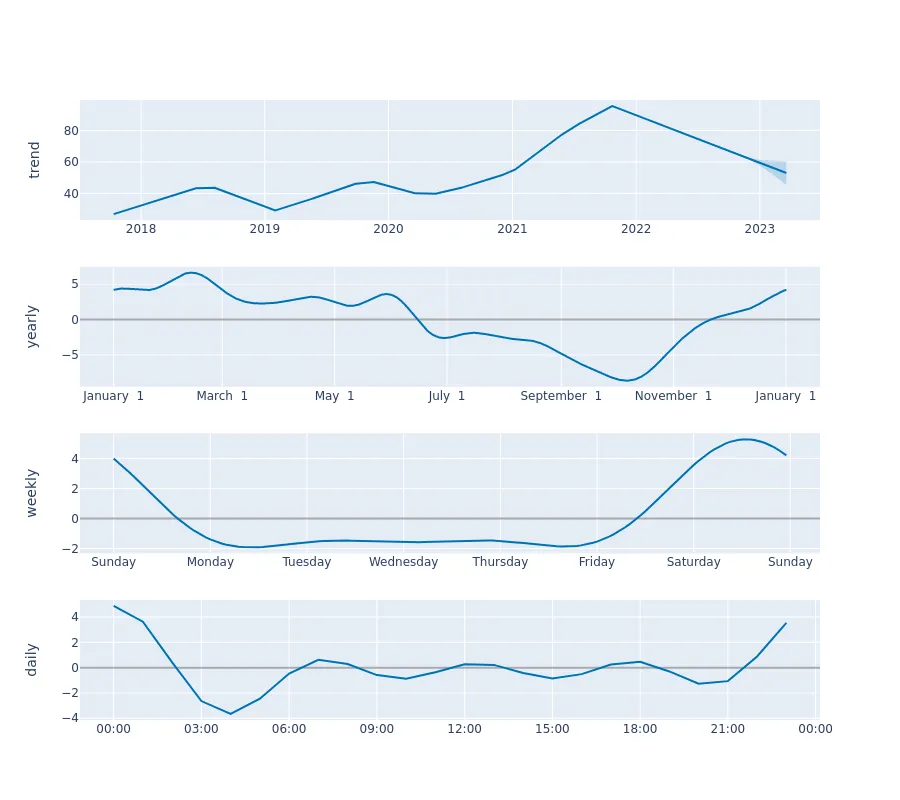 trend
80
60
40
2018 2019 2020 2021 2022 2023
yearly
5
0
−5
January 1 March 1 May 1 July 1 September 1 November 1 January 1
weekly
4
2
0
−2
Sunday Monday Tuesday Wednesday Thursday Friday Saturday Sunday
daily
4
2
0
−2
−4
00:00 03:00 06:00 09:00 12:00 15:00 18:00 21:00 00:00